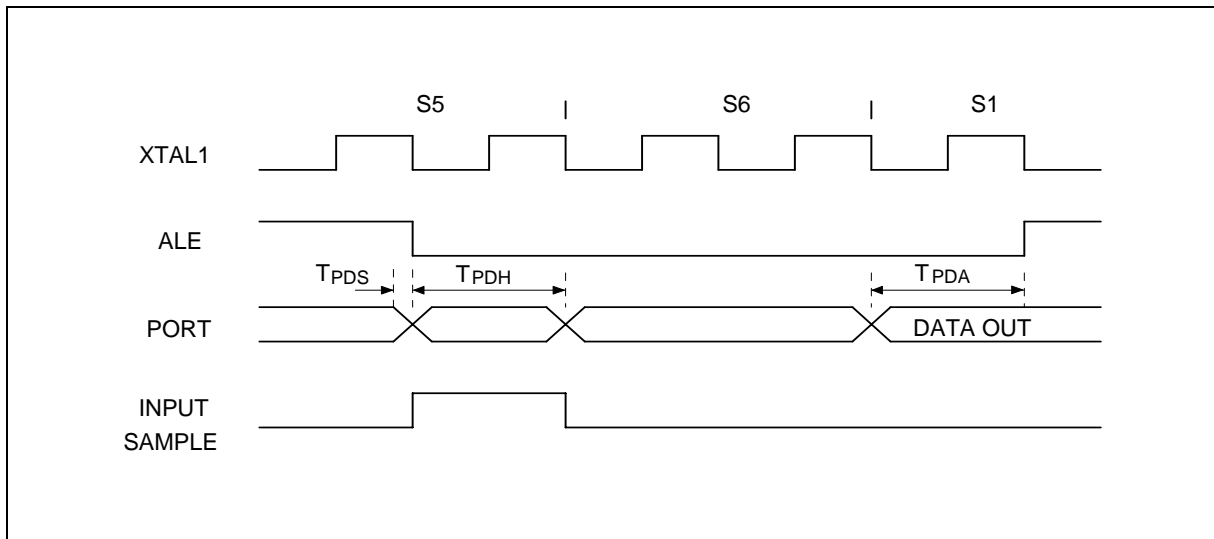 S5 | S6 | S1
XTAL1
ALE
TPDS TPDH TPDA
PORT DATA OUT
INPUT
SAMPLE